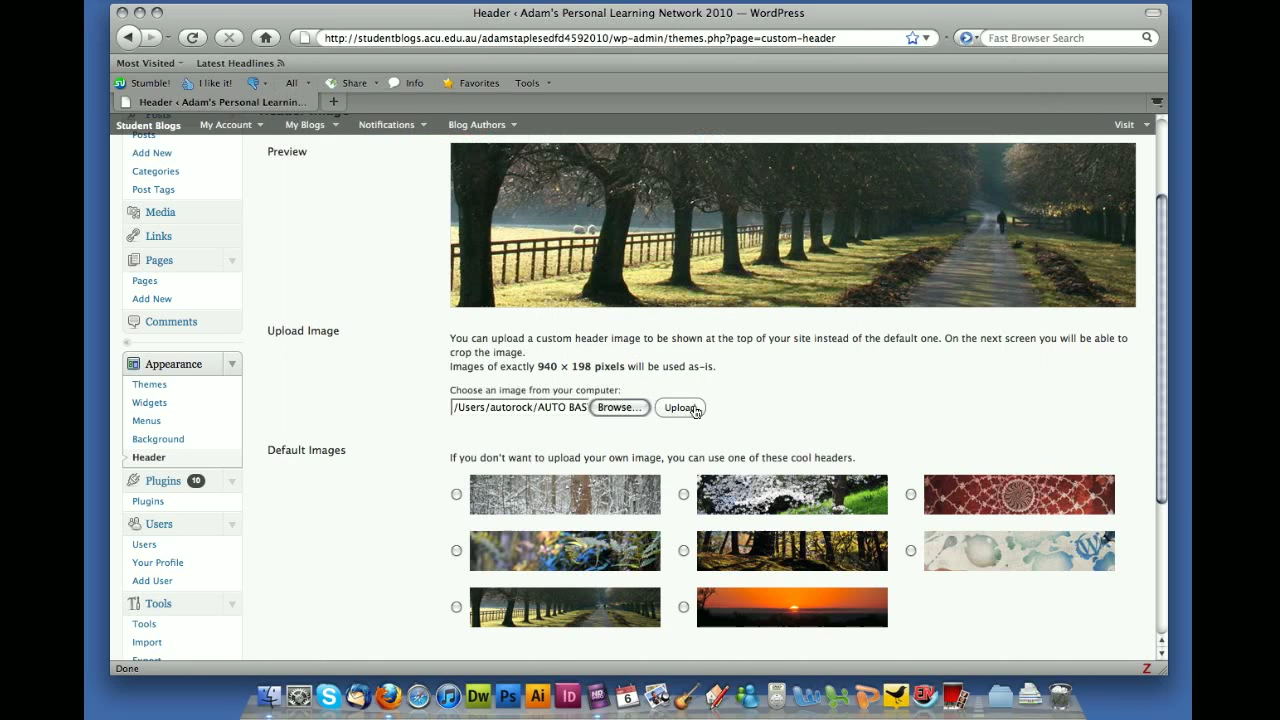 Header ‹ Adam's Personal Learning Network 2010 — WordPress
http://studentblogs.acu.edu.au/adamstaplesedfd4592010/wp-admin/themes.php?page=custom-header
Fast Browser Search
Most Visited
Latest Headlines
Stumble!
I like it!
All
Share
Info
Favorites
Tools
Header ‹ Adam's Personal Learnin...
Student Blogs
My Account
My Blogs
Notifications
Blog Authors
Visit
Posts
Add New
Categories
Post Tags
Media
Links
Pages
Pages
Add New
Comments
Appearance
Themes
Widgets
Menus
Background
Header
Plugins 10
Plugins
Users
Users
Your Profile
Add User
Tools
Tools
Import
Export
Preview
Upload Image
You can upload a custom header image to be shown at the top of your site instead of the default one. On the next screen you will be able to
crop the image.
Images of exactly 940 × 198 pixels will be used as-is.
Choose an image from your computer:
/Users/autorock/AUTO BAS
Browse...
Upload
Default Images
If you don't want to upload your own image, you can use one of these cool headers.
Done
Z
Dw
Ps
Ai
Id
6
EN